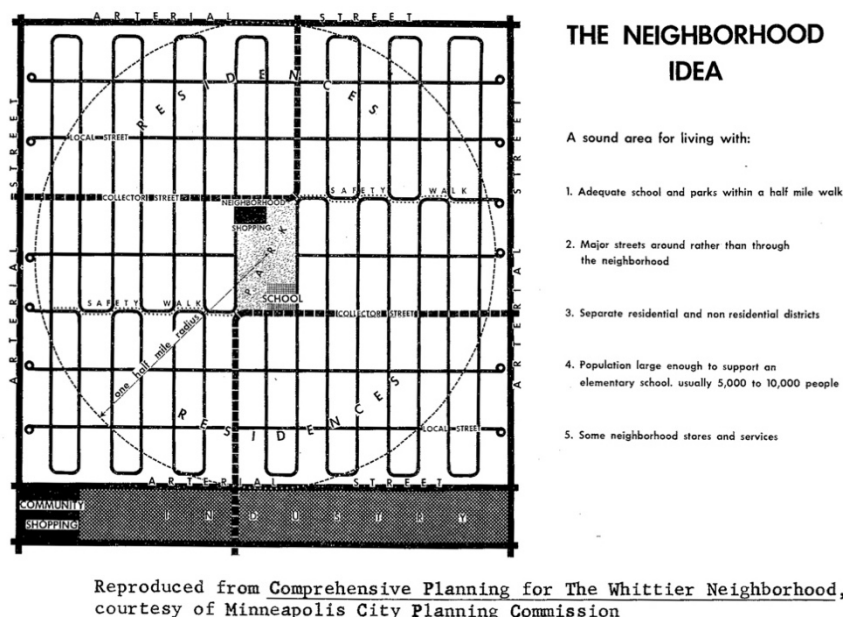 ARTERIAL STREET
RESIDENCES
LOCAL STREET
ARTERIAL STREET
ARTERIAL STREET
COLLECTOR STREET
SAFETY WALK
NEIGHBORHOOD
SHOPPING
PARK
SCHOOL
SAFETY WALK
COLLECTOR STREET
one half mile radius
RESIDENCES
LOCAL STREET
ARTERIAL STREET
COMMUNITY
SHOPPING
INDUSTRY
THE NEIGHBORHOOD
IDEA
A sound area for living with:
1. Adequate school and parks within a half mile walk
2. Major streets around rather than through
the neighborhood
3. Separate residential and non residential districts
4. Population large enough to support an
elementary school. usually 5,000 to 10,000 people
5. Some neighborhood stores and services
Reproduced from Comprehensive Planning for The Whittier Neighborhood,
courtesy of Minneapolis City Planning Commission